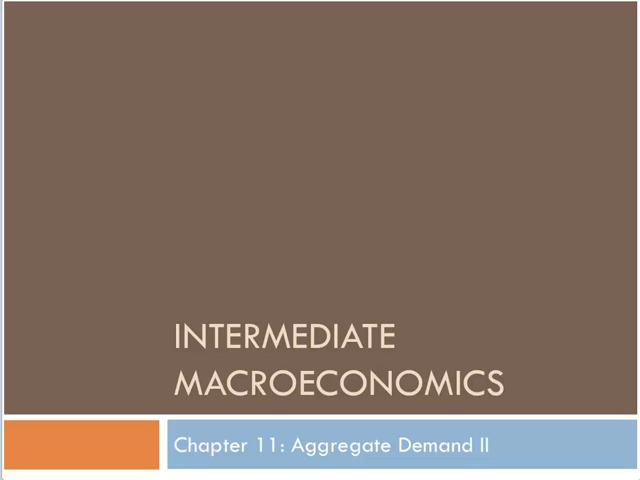 INTERMEDIATE
MACROECONOMICS
Chapter 11: Aggregate Demand II